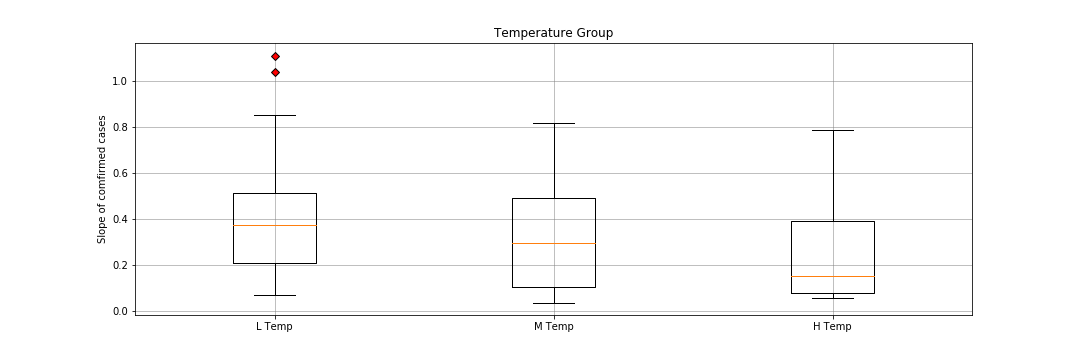 Temperature Group
Slope of comfirmed cases
1.0
0.8
0.6
0.4
0.2
0.0
L Temp
M Temp
H Temp